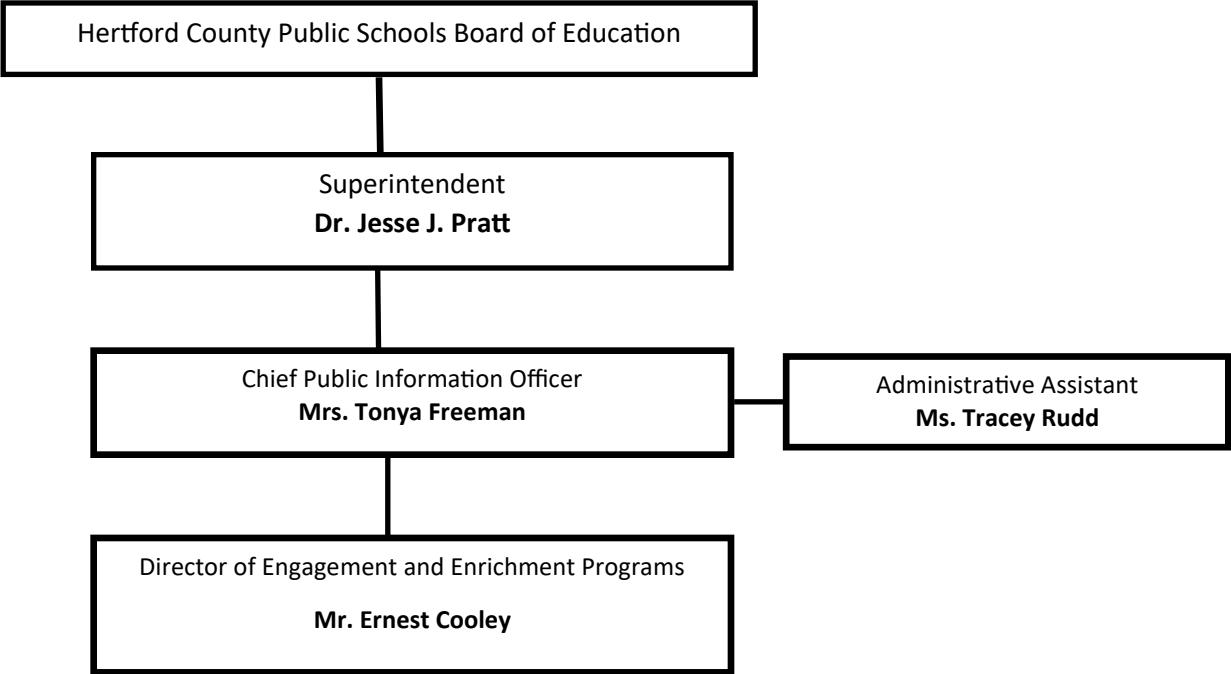 Hertford County Public Schools Board of Education
Superintendent
Dr. Jesse J. Pratt
Chief Public Information Officer
Mrs. Tonya Freeman
Administrative Assistant
Ms. Tracey Rudd
Director of Engagement and Enrichment Programs
Mr. Ernest Cooley